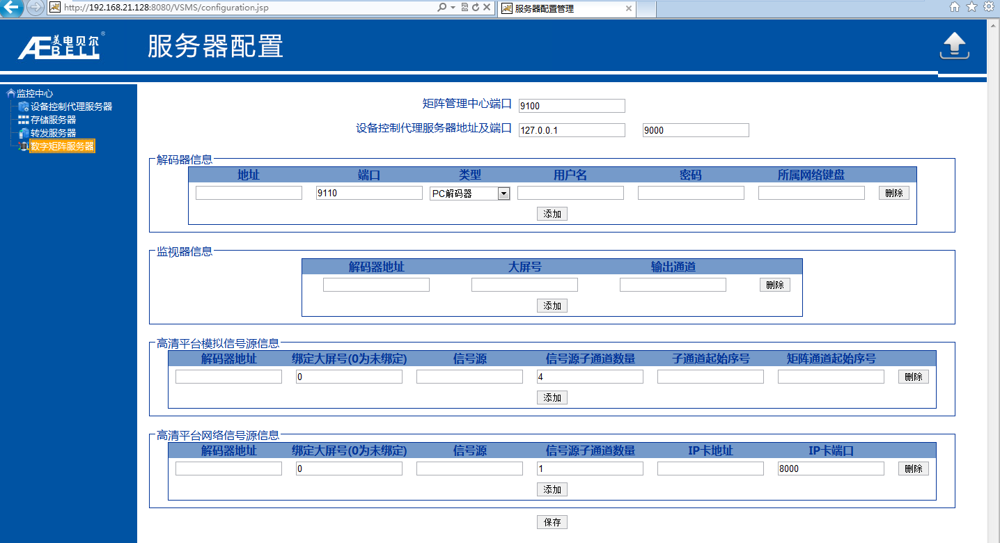 http://192.168.21.128:8080/VSMS/configuration.jsp 服务器配置管理
美电贝尔® ÆBELL 服务器配置
监控中心
设备控制代理服务器
存储服务器
转发服务器
数字矩阵服务器
矩阵管理中心端口 9100
设备控制代理服务器地址及端口 127.0.0.1 9000
解码器信息
地址 端口 类型 用户名 密码 所属网络键盘
9110 PC解码器 删除
添加
监视器信息
解码器地址 大屏号 输出通道
删除
添加
高清平台模拟信号源信息
解码器地址 绑定大屏号(0为未绑定) 信号源 信号源子通道数量 子通道起始序号 矩阵通道起始序号
0 4 删除
添加
高清平台网络信号源信息
解码器地址 绑定大屏号(0为未绑定) 信号源 信号源子通道数量 IP卡地址 IP卡端口
0 1 8000 删除
添加
保存